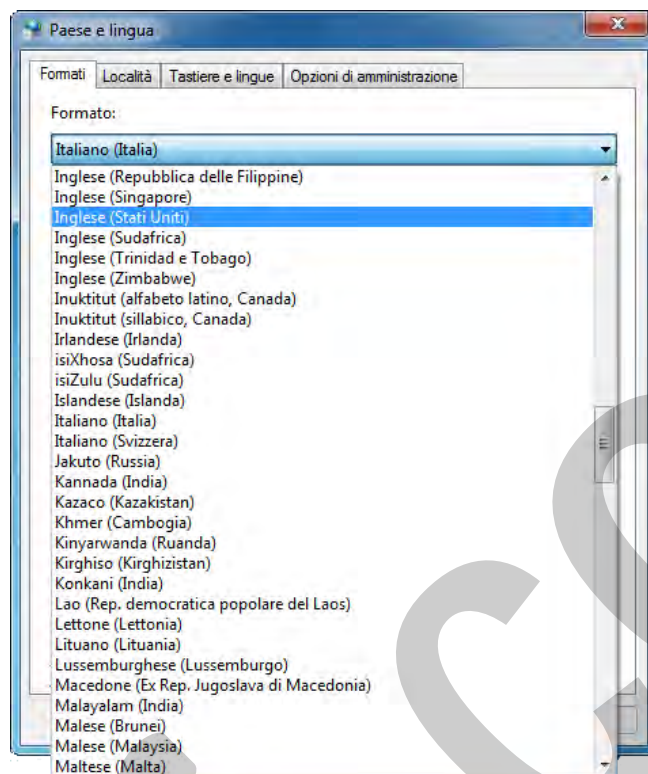 Paese e lingua
Formati Località Tastiere e lingue Opzioni di amministrazione
Formato:
Italiano (Italia)
Inglese (Repubblica delle Filippine)
Inglese (Singapore)
Inglese (Stati Uniti)
Inglese (Sudafrica)
Inglese (Trinidad e Tobago)
Inglese (Zimbabwe)
Inuktitut (alfabeto latino, Canada)
Inuktitut (sillabico, Canada)
Irlandese (Irlanda)
isiXhosa (Sudafrica)
isiZulu (Sudafrica)
Islandese (Islanda)
Italiano (Italia)
Italiano (Svizzera)
Jakuto (Russia)
Kannada (India)
Kazaco (Kazakistan)
Khmer (Cambogia)
Kinyarwanda (Ruanda)
Kirghiso (Kirghizistan)
Konkani (India)
Lao (Rep. democratica popolare del Laos)
Lettone (Lettonia)
Lituano (Lituania)
Lussemburghese (Lussemburgo)
Macedone (Ex Rep. Jugoslava di Macedonia)
Malayalam (India)
Malese (Brunei)
Malese (Malaysia)
Maltese (Malta)